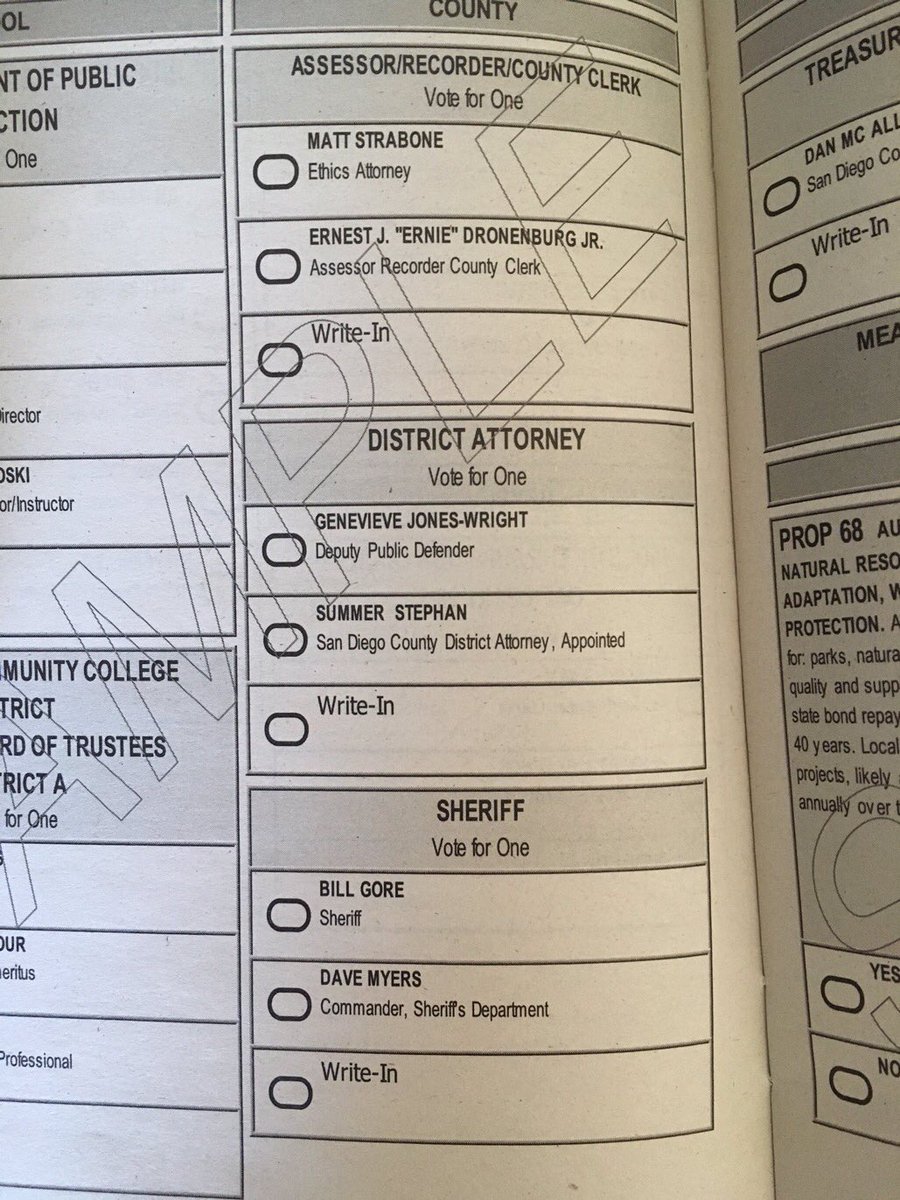 OL
NT OF PUBLIC
CTION
One
Director
OSKI
or/Instructor
MUNITY COLLEGE
TRICT
RD OF TRUSTEES
TRICT A
for One
OUR
eritus
Professional
COUNTY
ASSESSOR/RECORDER/COUNTY CLERK
Vote for One
MATT STRABONE
Ethics Attorney
ERNEST J. "ERNIE" DRONENBURG JR.
Assessor Recorder County Clerk
Write-In
DISTRICT ATTORNEY
Vote for One
GENEVIEVE JONES-WRIGHT
Deputy Public Defender
SUMMER STEPHAN
San Diego County District Attorney, Appointed
Write-In
SHERIFF
Vote for One
BILL GORE
Sheriff
DAVE MYERS
Commander, Sheriff's Department
Write-In
TREASUR
DAN MC ALL
San Diego Co
Write-In
MEA
PROP 68 AU
NATURAL RESO
ADAPTATION, W
PROTECTION. A
for: parks, natura
quality and supp
state bond repay
40 years. Local
projects, likely
annually over t
YES
NO
AMPLE